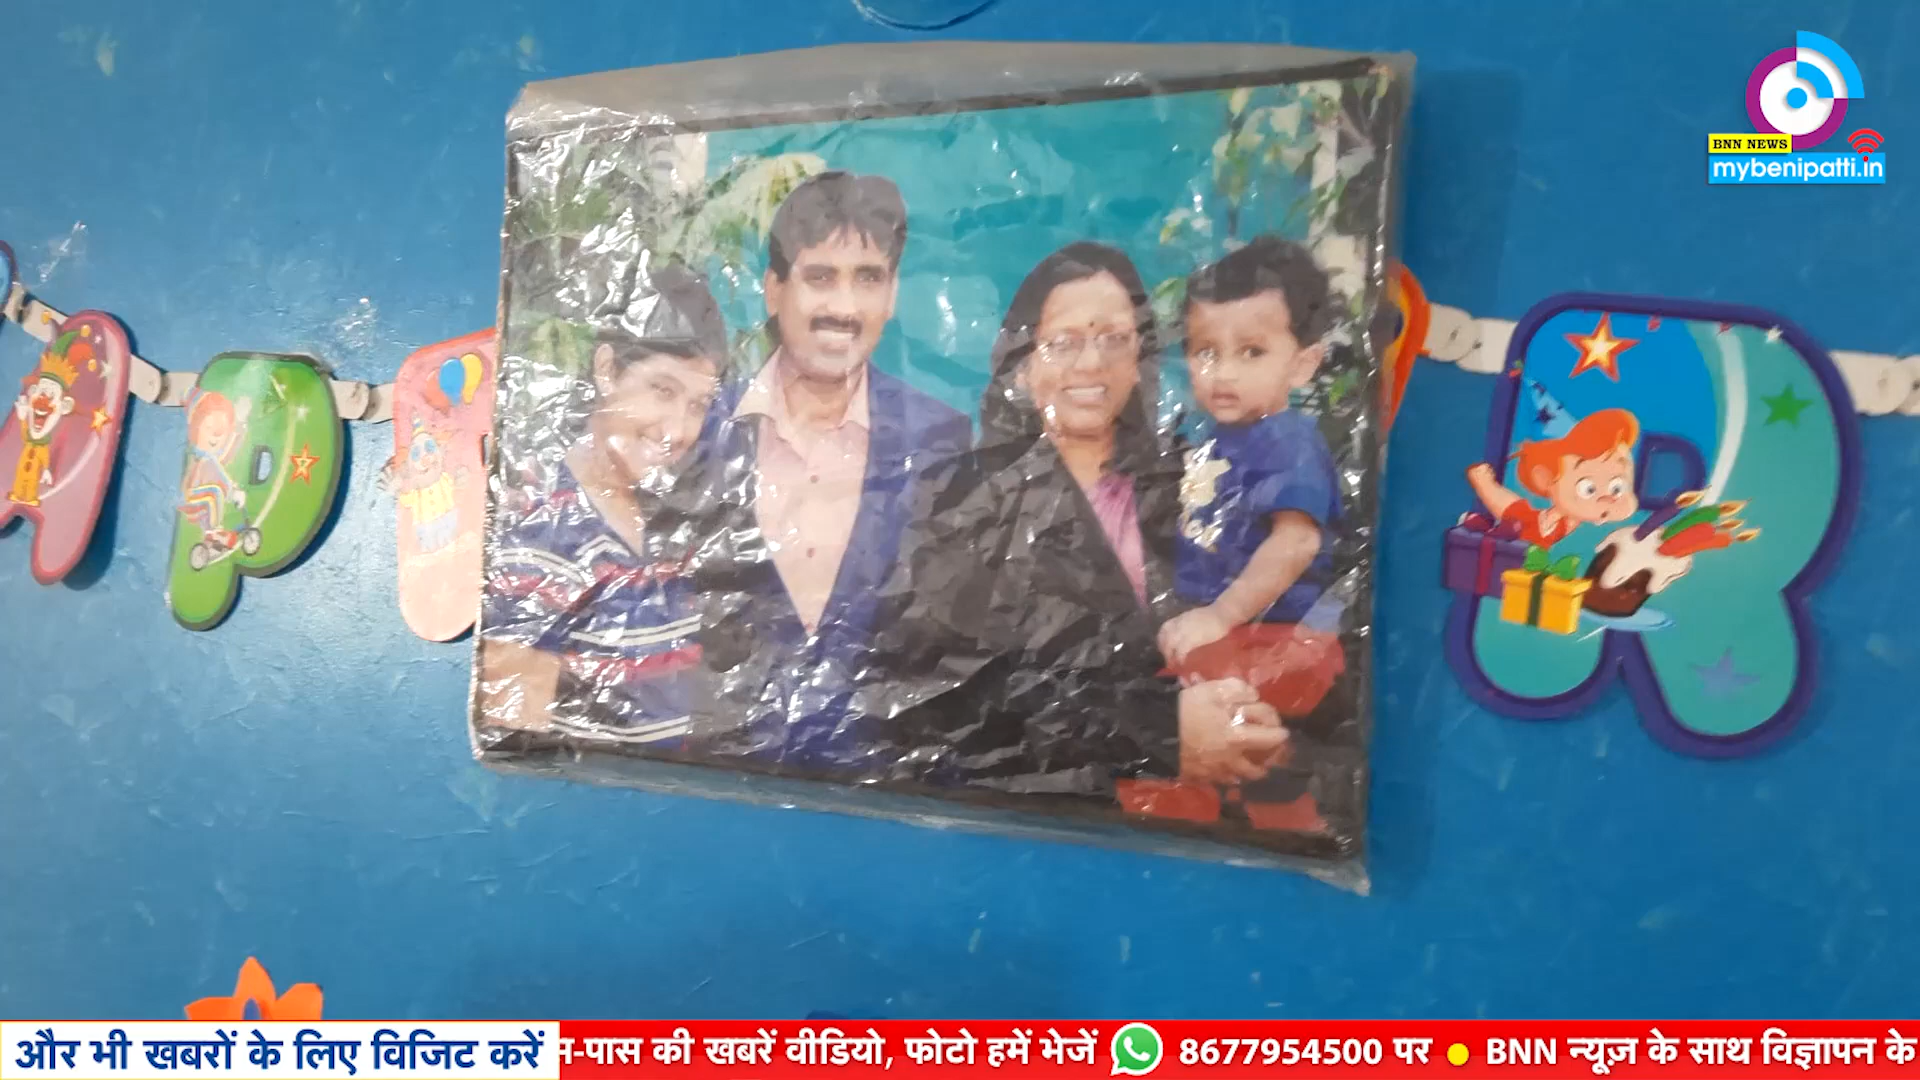 BNN NEWS
mybenipatti.in
A P R
और भी खबरों के लिए विजिट करें
-पास की खबरें वीडियो, फोटो हमें भेजें 8677954500 पर ● BNN न्यूज़ के साथ विज्ञापन के